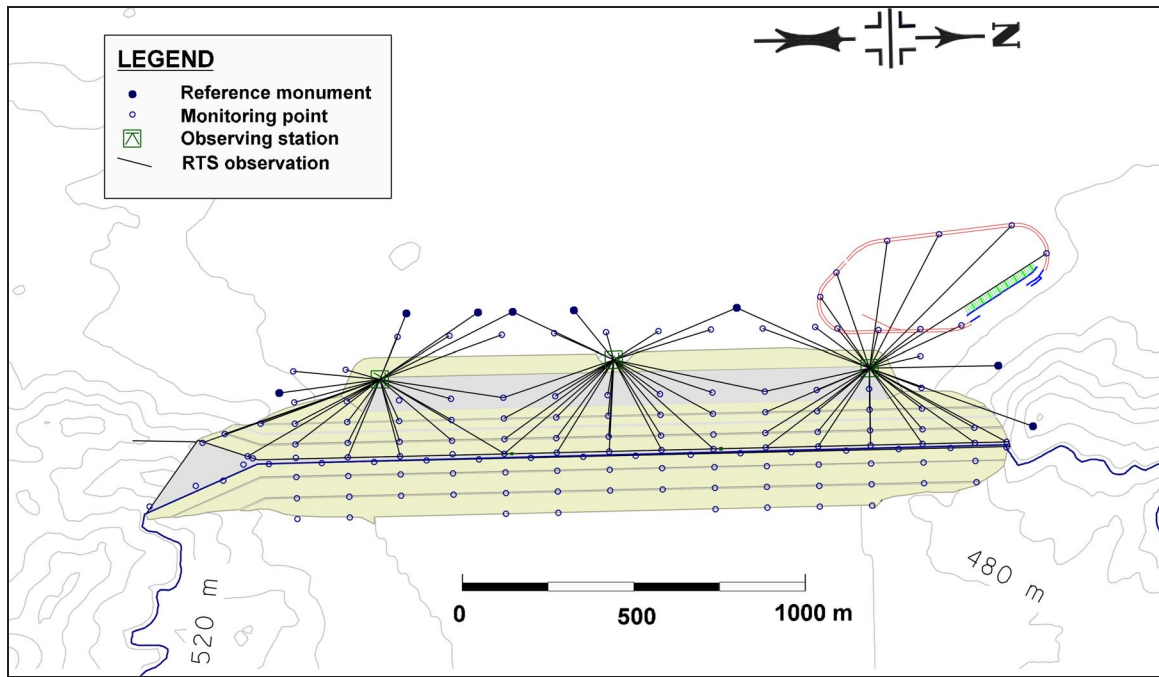 LEGEND
Reference monument
Monitoring point
Observing station
RTS observation
N
520 m
480 m
0 500 1000 m